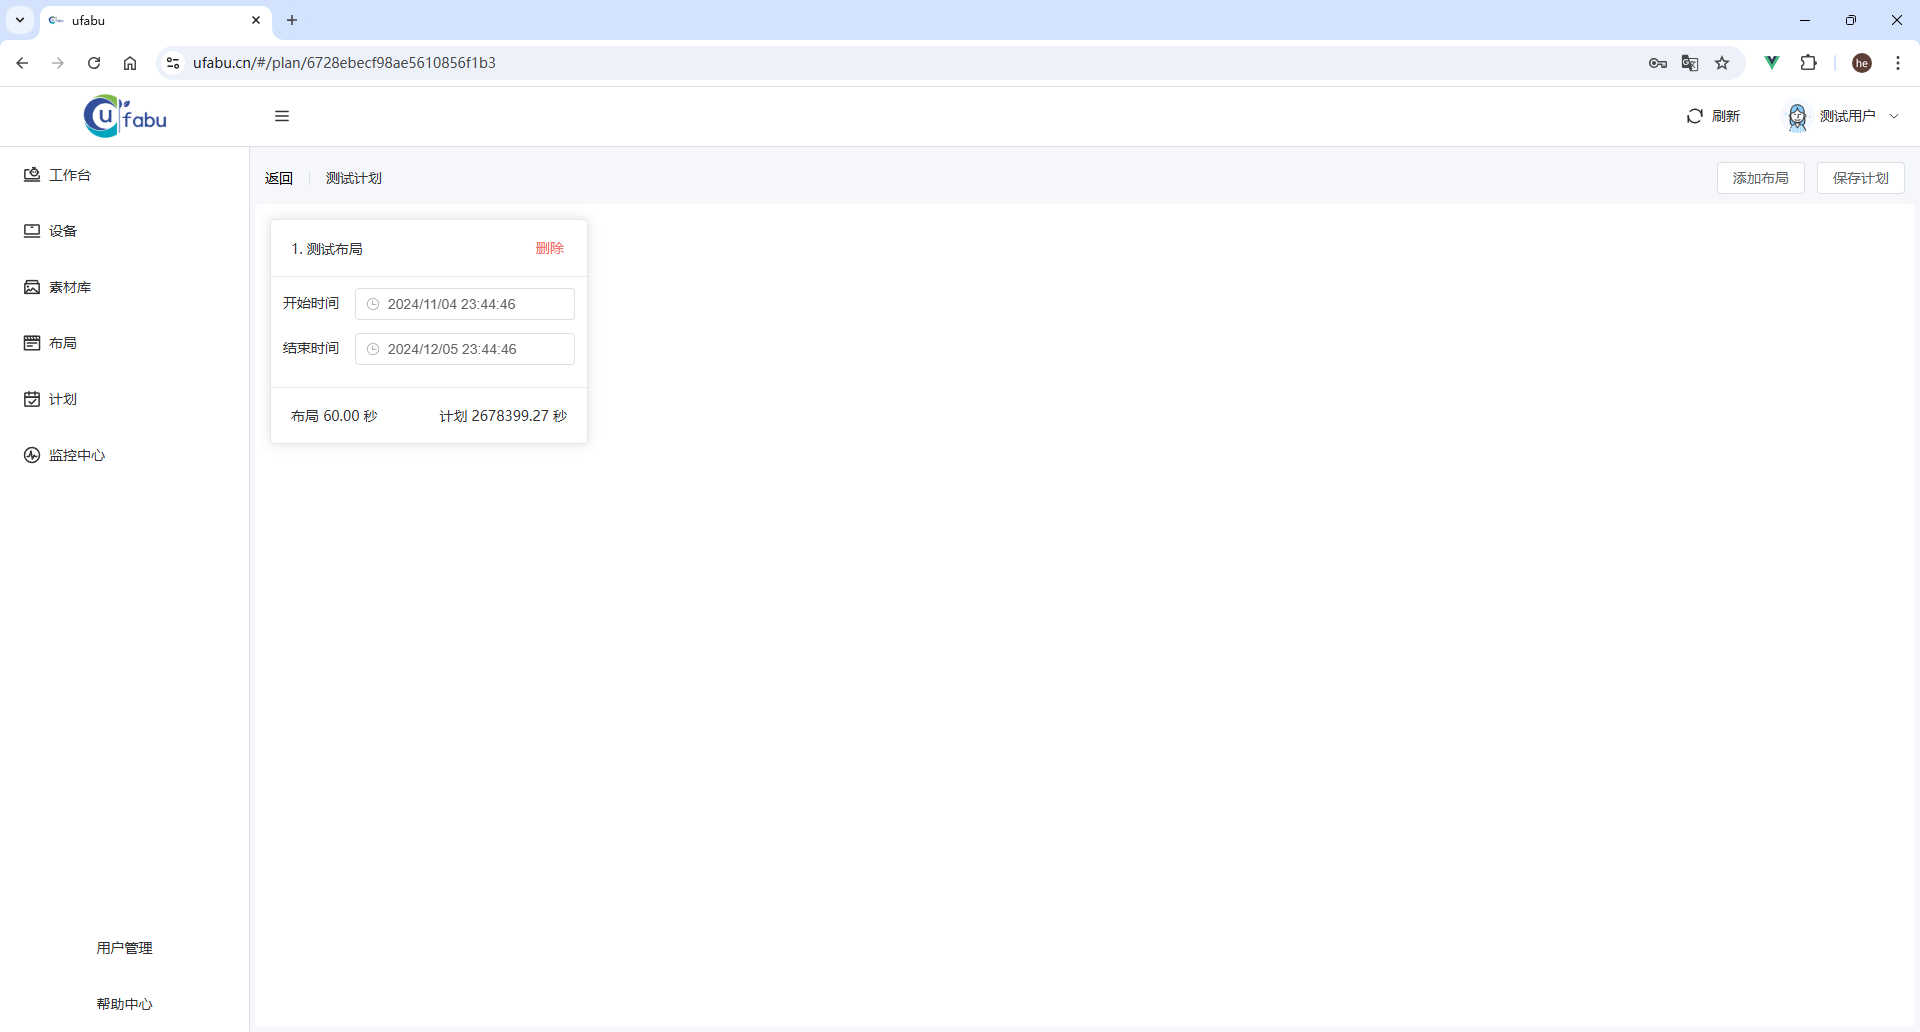 ufabu
ufabu.cn/#/plan/6728ebecf98ae5610856f1b3
he
ufabu
刷新
测试用户
工作台
设备
素材库
布局
计划
监控中心
用户管理
帮助中心
返回
测试计划
添加布局
保存计划
1. 测试布局
删除
开始时间
2024/11/04 23:44:46
结束时间
2024/12/05 23:44:46
布局 60.00 秒
计划 2678399.27 秒